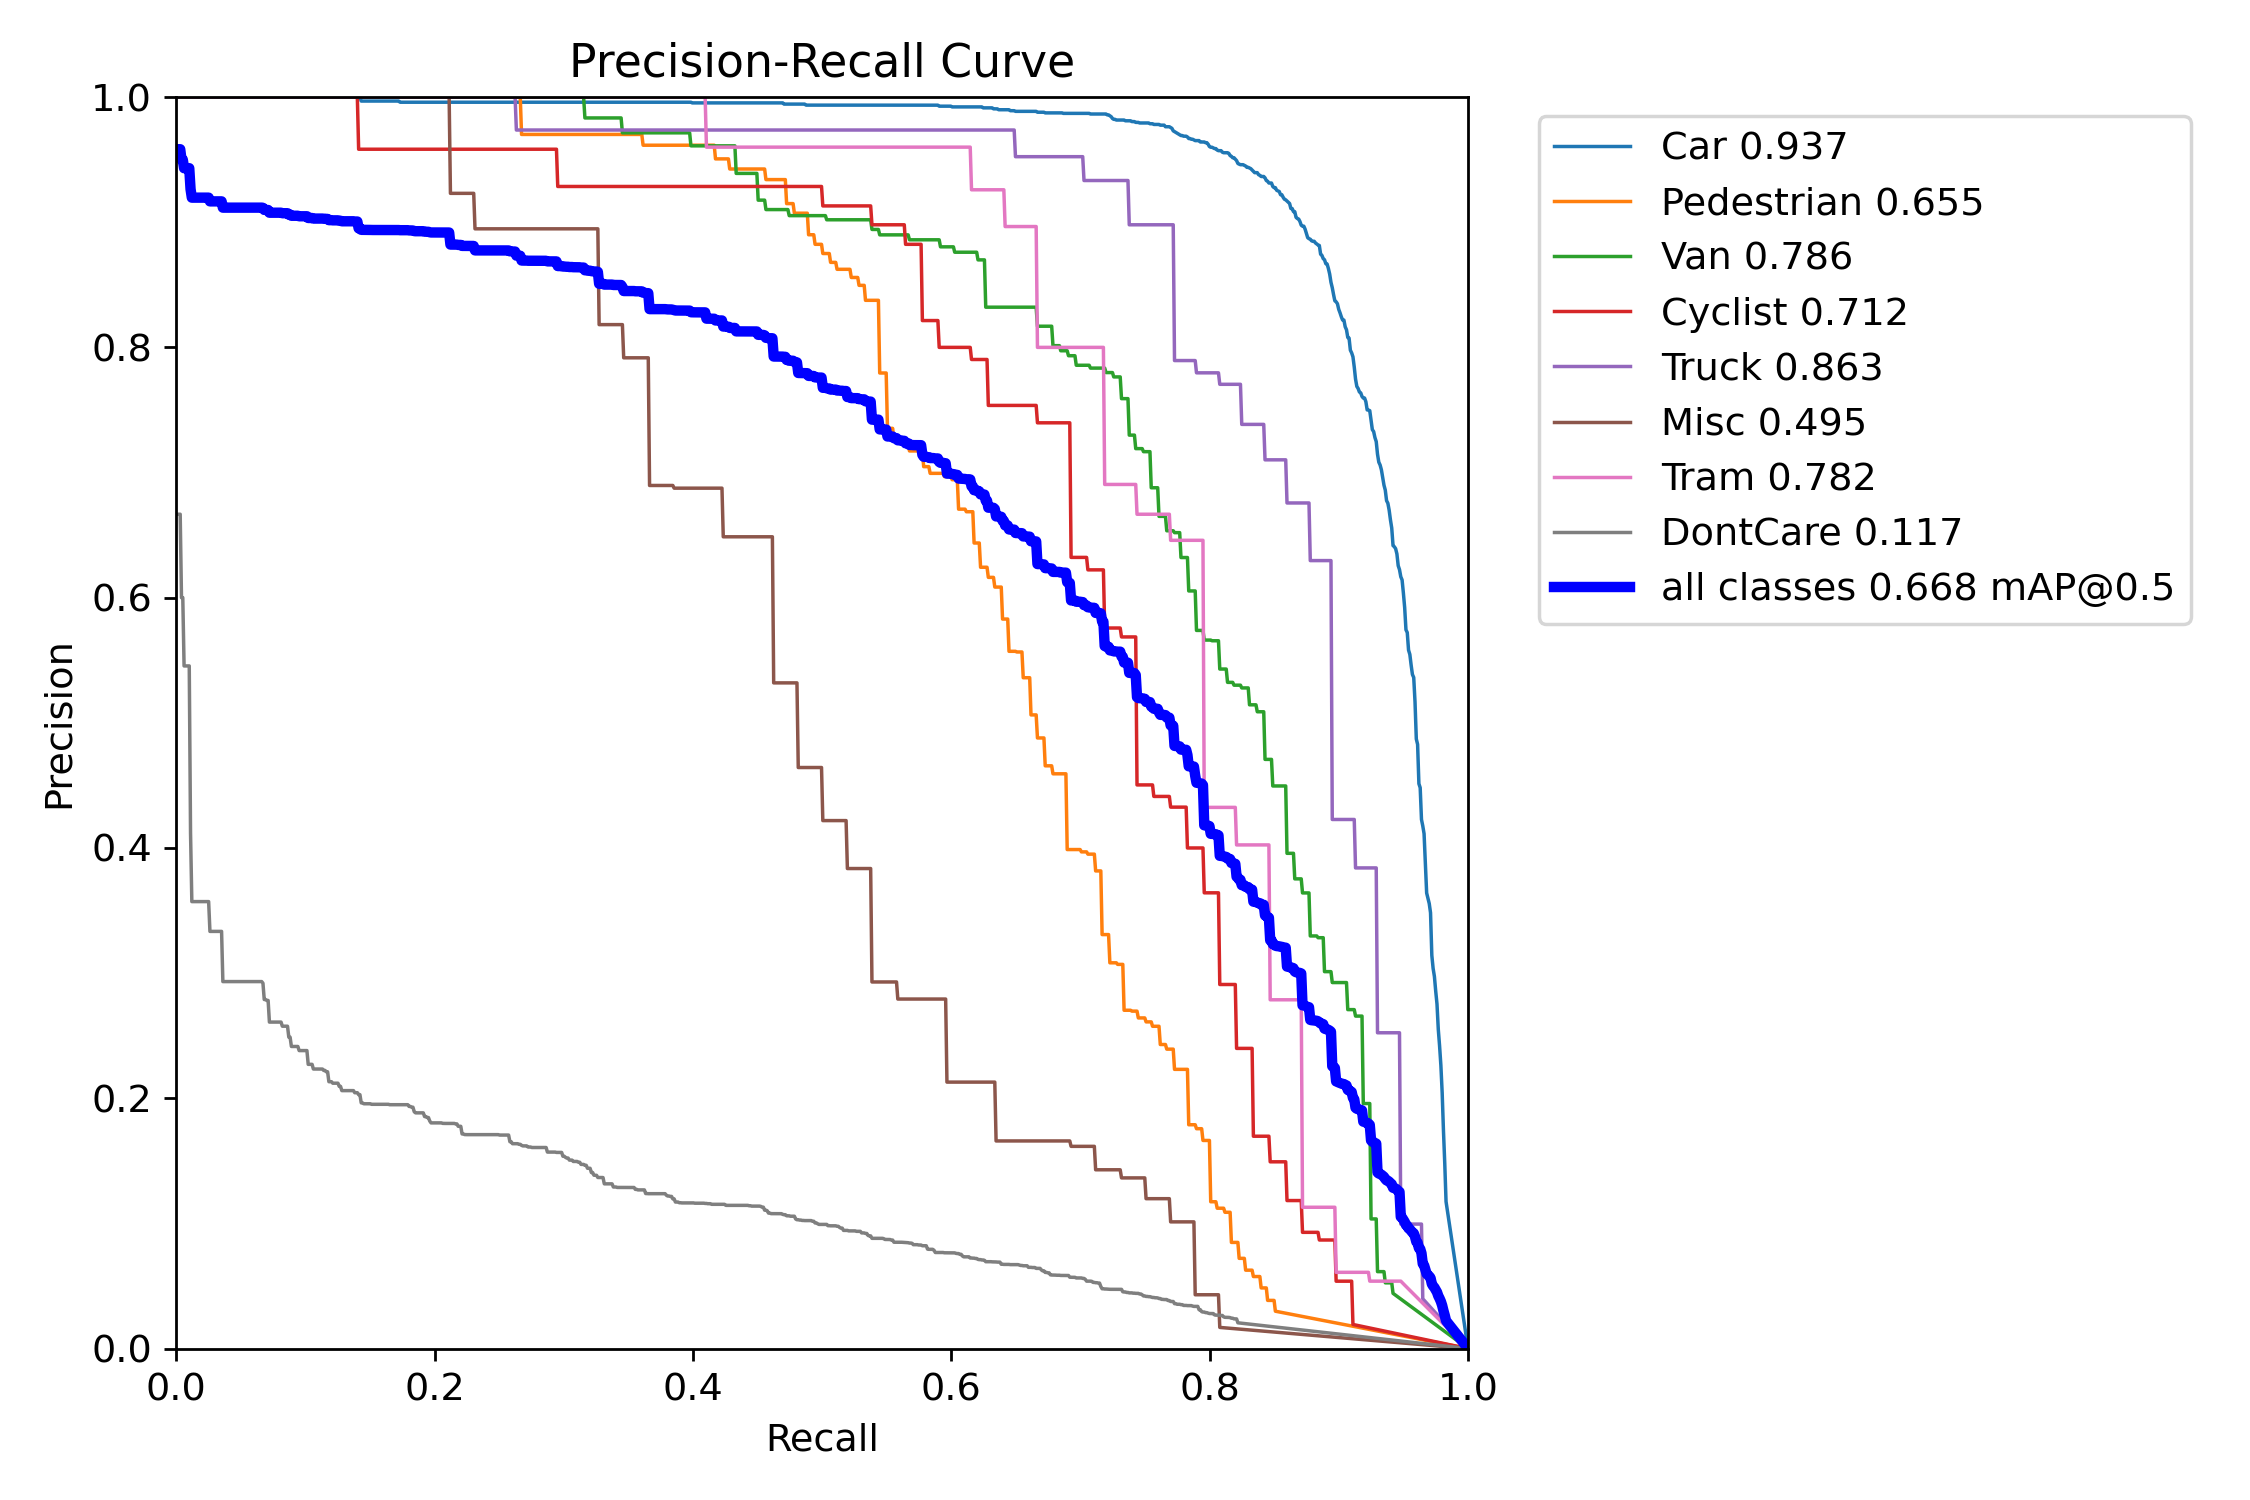 Precision-Recall Curve
1.0
0.8
0.6
0.4
0.2
0.0
Precision
0.0 0.2 0.4 0.6 0.8 1.0
Recall
Car 0.937
Pedestrian 0.655
Van 0.786
Cyclist 0.712
Truck 0.863
Misc 0.495
Tram 0.782
DontCare 0.117
all classes 0.668 mAP@0.5